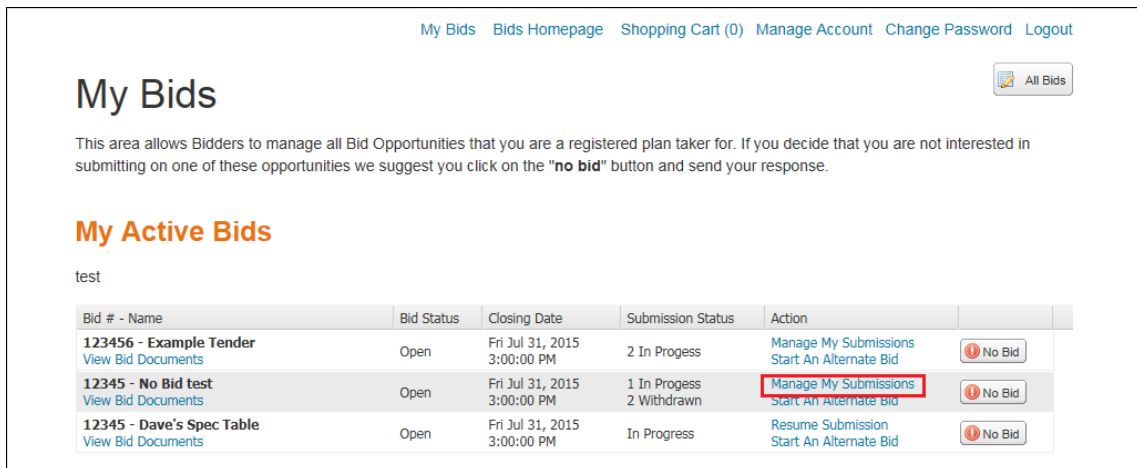 My Bids Bids Homepage Shopping Cart (0) Manage Account Change Password Logout
All Bids
My Bids
This area allows Bidders to manage all Bid Opportunities that you are a registered plan taker for. If you decide that you are not interested in
submitting on one of these opportunities we suggest you click on the "no bid" button and send your response.
My Active Bids
test
Bid # - Name Bid Status Closing Date Submission Status Action
123456 - Example Tender
View Bid Documents
Open
Fri Jul 31, 2015
3:00:00 PM
2 In Progess
Manage My Submissions
Start An Alternate Bid
No Bid
12345 - No Bid test
View Bid Documents
Open
Fri Jul 31, 2015
3:00:00 PM
1 In Progess
2 Withdrawn
Manage My Submissions
Start An Alternate Bid
No Bid
12345 - Dave's Spec Table
View Bid Documents
Open
Fri Jul 31, 2015
3:00:00 PM
In Progress
Resume Submission
Start An Alternate Bid
No Bid